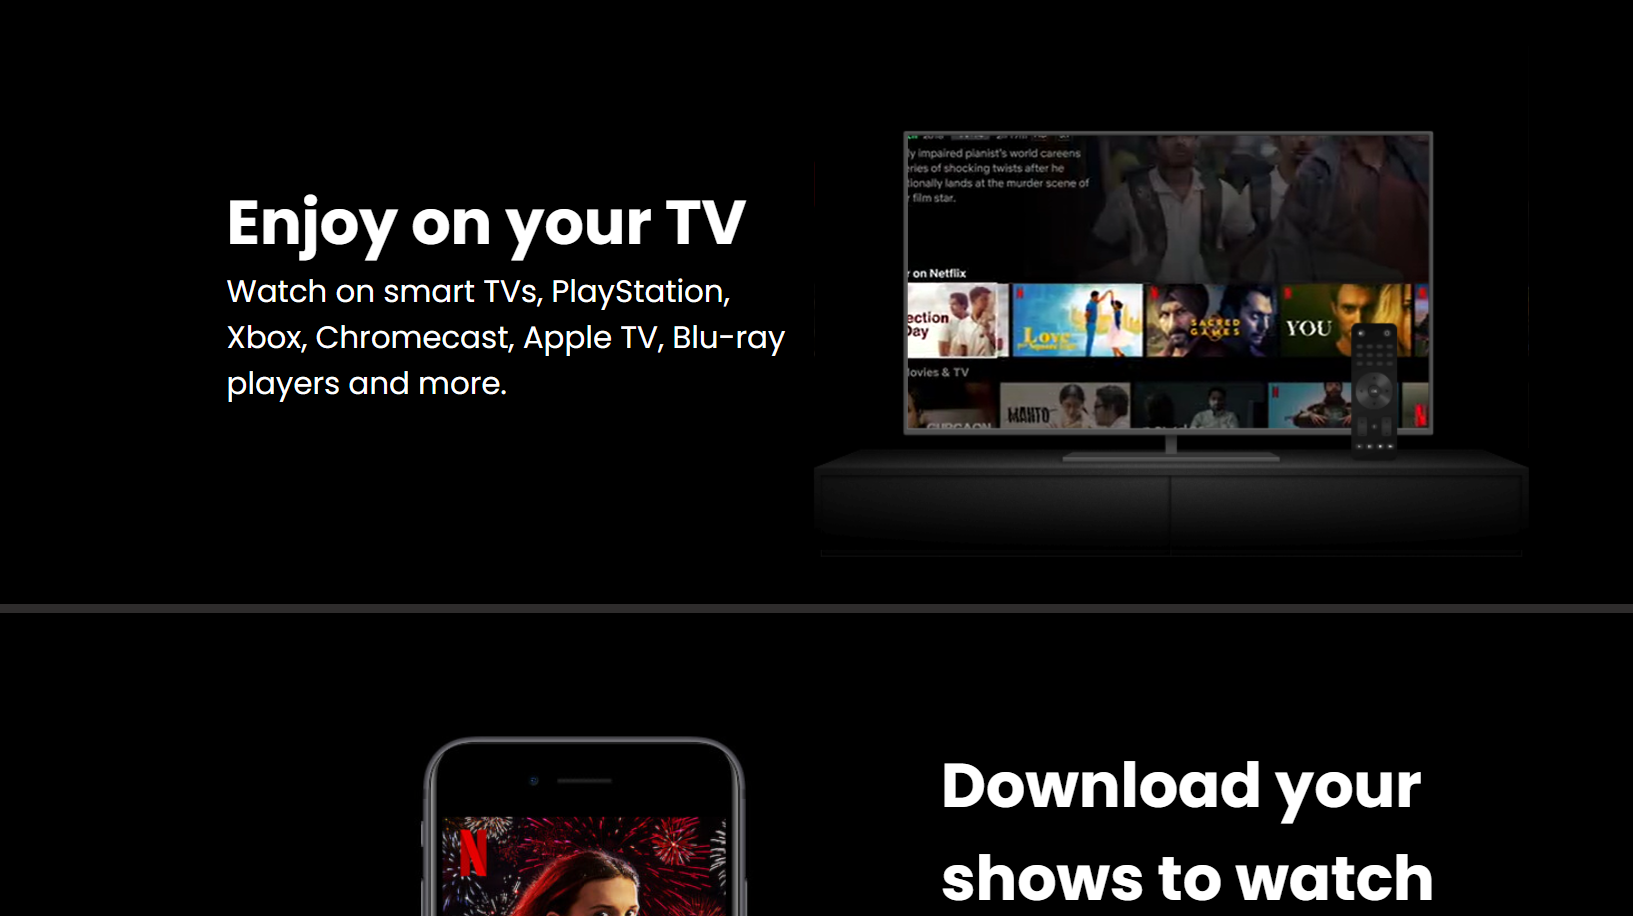 Enjoy on your TV
Watch on smart TVs, PlayStation,
Xbox, Chromecast, Apple TV, Blu-ray
players and more.
ly impaired pianist's world careens
ries of shocking twists after he
tionally lands at the murder scene of
film star.
r on Netflix
ection
Day
Love
SACRED
GAMES
YOU
Movies & TV
GURGAON
MANTO
Download your
shows to watch